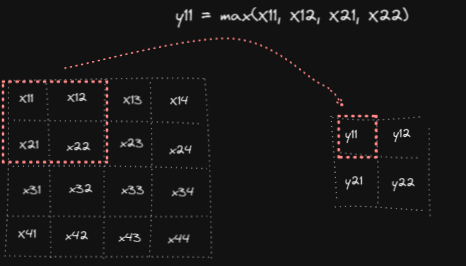 y11 = max(x11, x12, x21, x22)
x11 x12 x13 x14
x21 x22 x23 x24
x31 x32 x33 x34
x41 x42 x43 x44
y11 y12
y21 y22